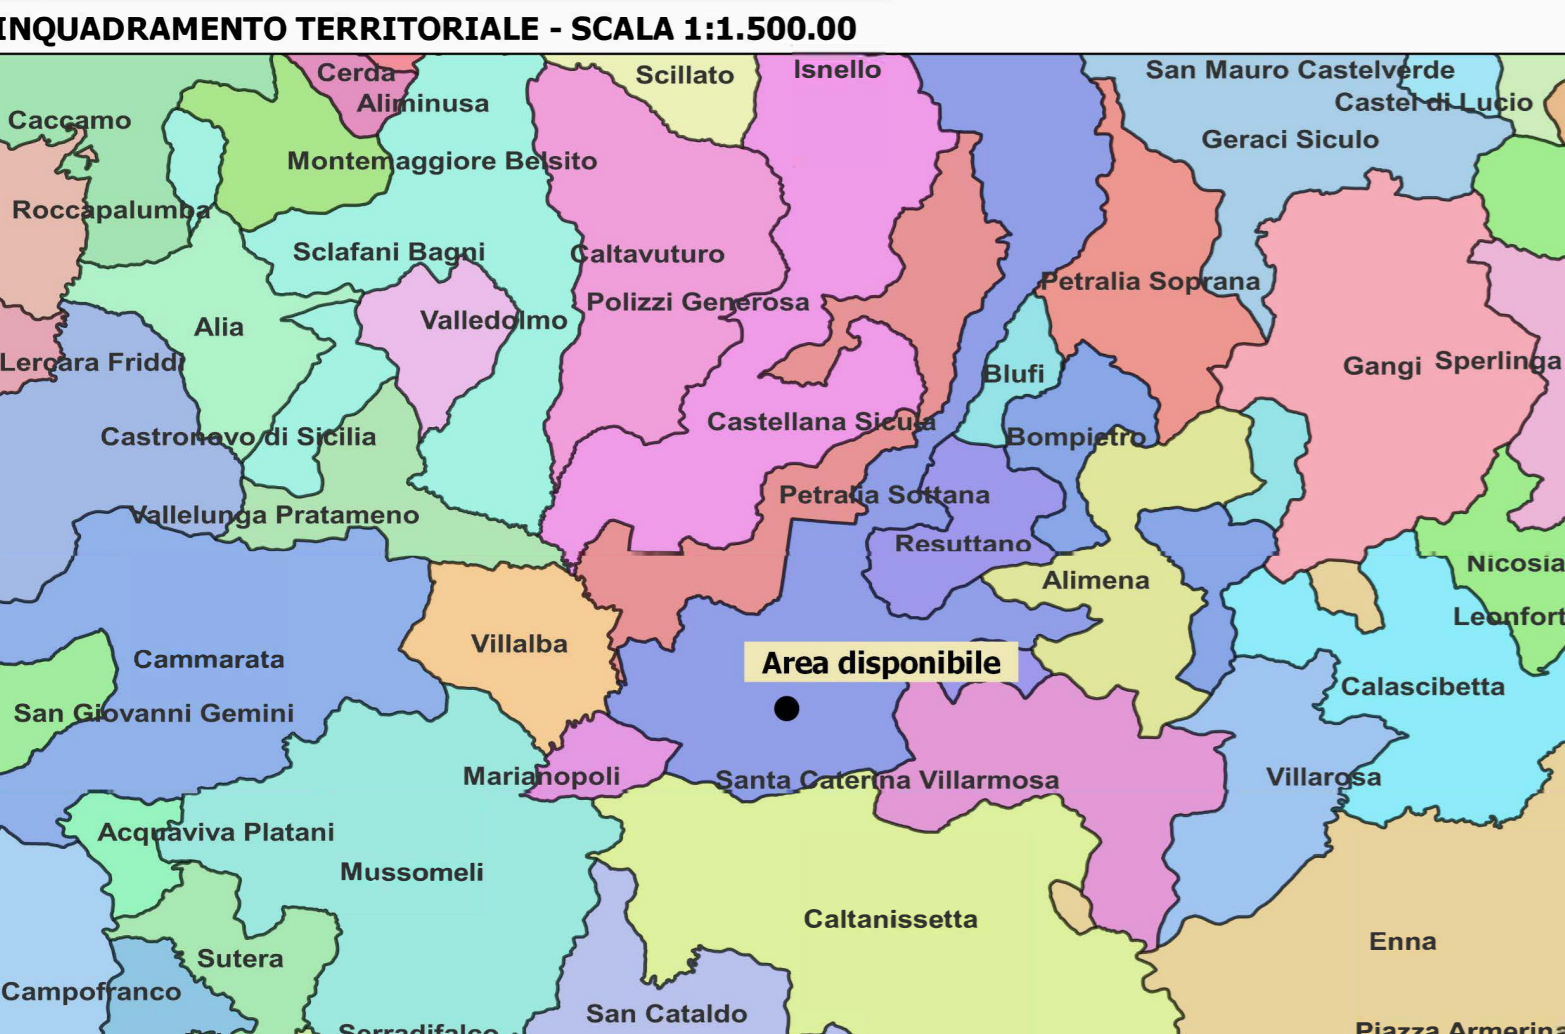 INQUADRAMENTO TERRITORIALE - SCALA 1:1.500.00
Cerda
Scillato
Isnello
San Mauro Castelverde
Aliminusa
Castel di Lucio
Caccamo
Geraci Siculo
Montemaggiore Belsito
Roccapalumba
Sclafani Bagni
Caltavuturo
Petralia Soprana
Polizzi Generosa
Alia
Valledolmo
Lercara Friddi
Blufi
Gangi
Sperlinga
Castellana Sicula
Castronovo di Sicilia
Bompietro
Petralia Sottana
Vallelunga Pratameno
Resuttano
Nicosia
Alimena
Leonfort
Villalba
Cammarata
Area disponibile
Calascibetta
San Giovanni Gemini
Marianopoli
Santa Caterina Villarmosa
Villarosa
Acquaviva Platani
Mussomeli
Caltanissetta
Enna
Sutera
Campofranco
San Cataldo
Serradifalco
Piazza Armerina